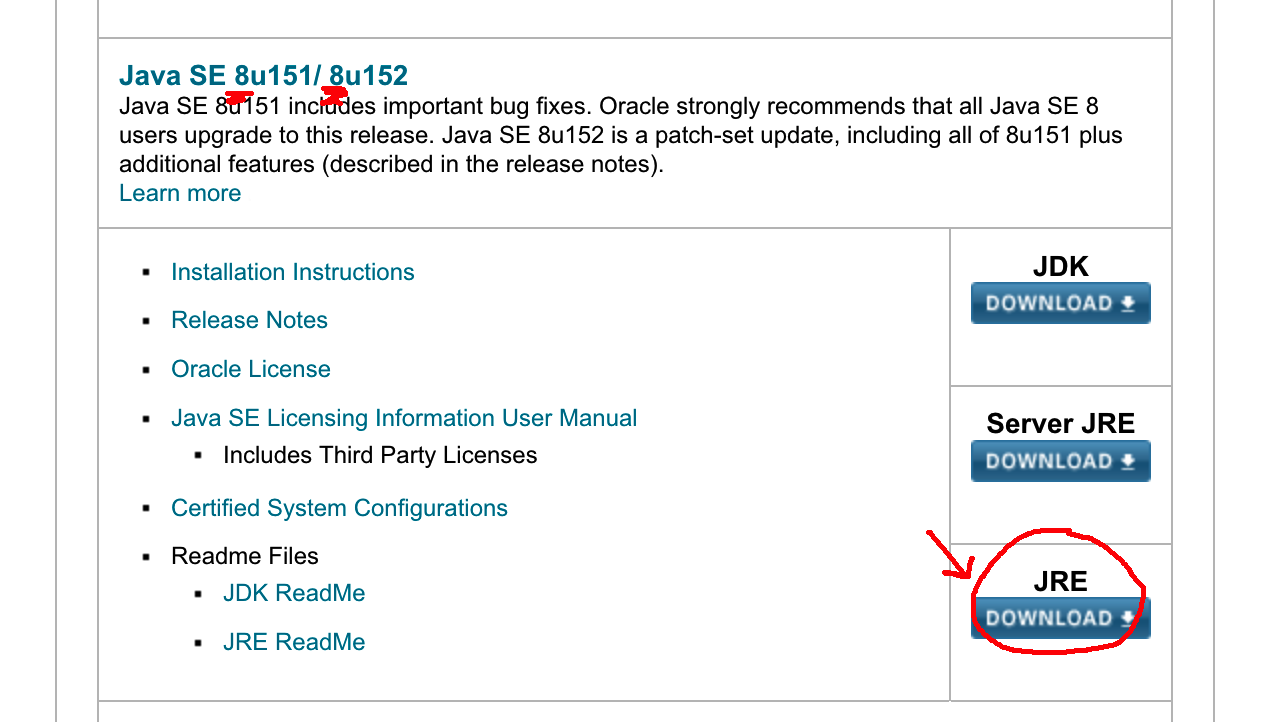 Java SE 8u151/ 8u152
Java SE 8u151 includes important bug fixes. Oracle strongly recommends that all Java SE 8
users upgrade to this release. Java SE 8u152 is a patch-set update, including all of 8u151 plus
additional features (described in the release notes).
Learn more
Installation Instructions
Release Notes
Oracle License
Java SE Licensing Information User Manual
Includes Third Party Licenses
Certified System Configurations
Readme Files
JDK ReadMe
JRE ReadMe
JDK
DOWNLOAD
Server JRE
DOWNLOAD
JRE
DOWNLOAD